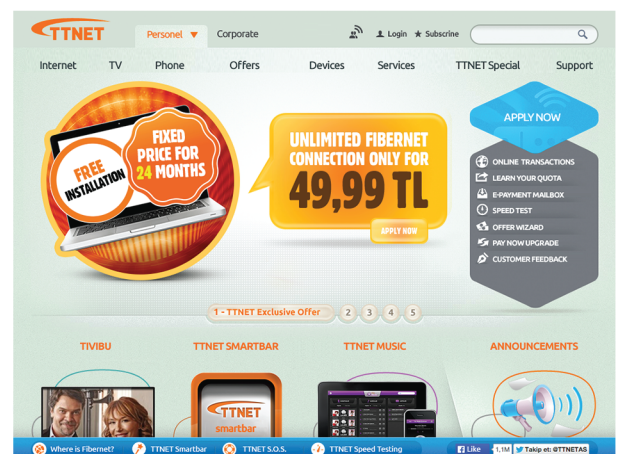 TTNET
Personel
Corporate
Login
Subscrine
Internet
TV
Phone
Offers
Devices
Services
TTNET Special
Support
FREE
INSTALLATION
FIXED
PRICE FOR
24 MONTHS
UNLIMITED FIBERNET
CONNECTION ONLY FOR
49,99 TL
APPLY NOW
APPLY NOW
ONLINE TRANSACTIONS
LEARN YOUR QUOTA
E-PAYMENT MAILBOX
SPEED TEST
OFFER WIZARD
PAY NOW UPGRADE
CUSTOMER FEEDBACK
1 - TTNET Exclusive Offer
2
3
4
5
TIVIBU
TTNET SMARTBAR
TTNET MUSIC
ANNOUNCEMENTS
TTNET
smartbar
Where is Fibernet?
TTNET Smartbar
TTNET S.O.S.
TTNET Speed Testing
Like
1,1M
Takip et: @TTNETAS